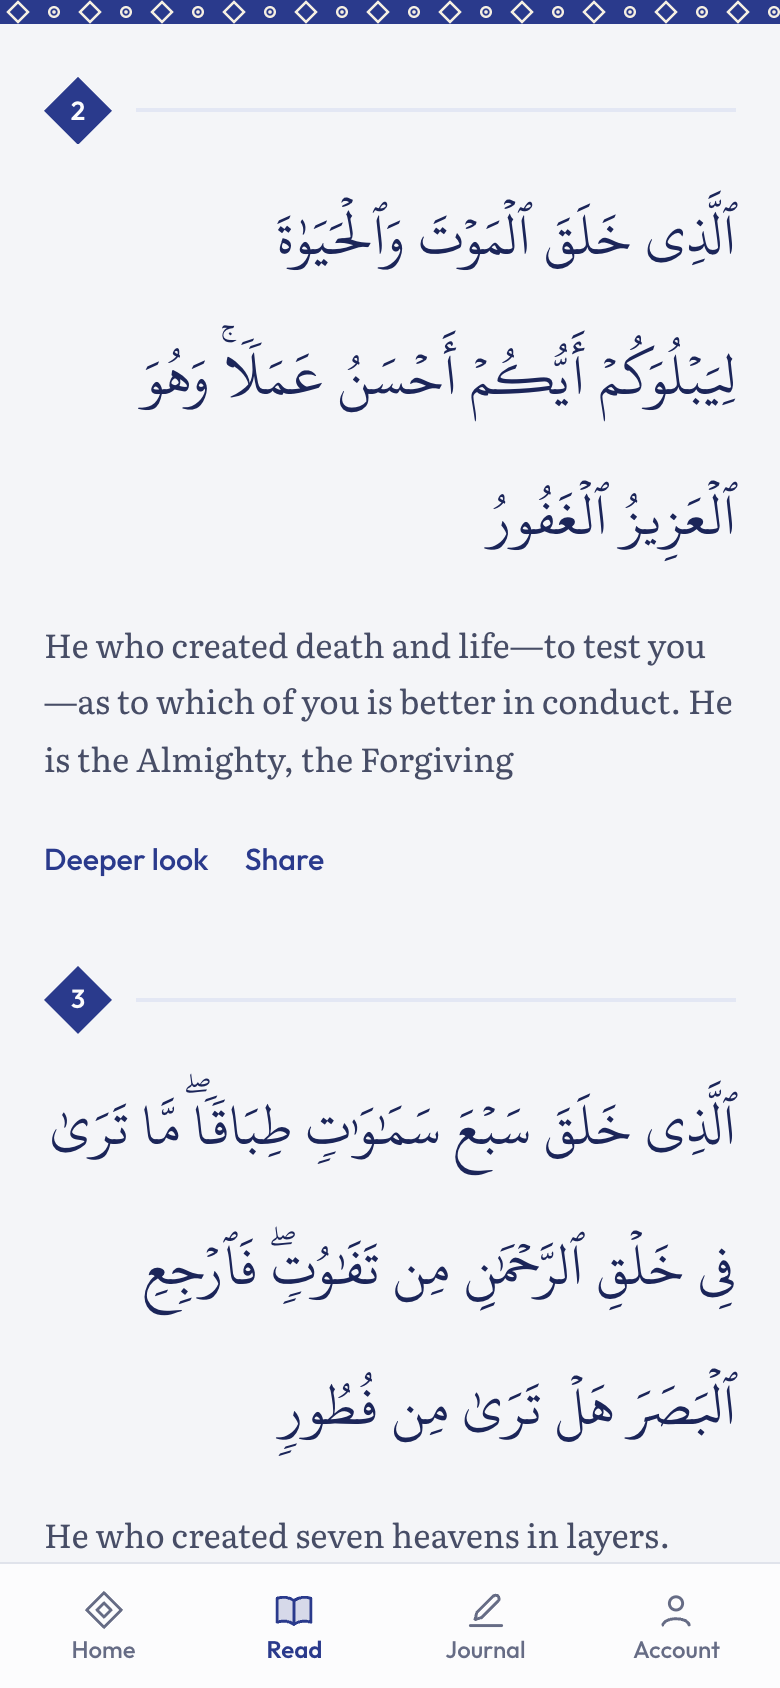 2
ٱلَّذِى خَلَقَ ٱلْمَوْتَ وَٱلْحَيَوٰةَ
لِيَبْلُوَكُمْ أَيُّكُمْ أَحْسَنُ عَمَلًا ۚ وَهُوَ
ٱلْعَزِيزُ ٱلْغَفُورُ
He who created death and life—to test you
—as to which of you is better in conduct. He
is the Almighty, the Forgiving
Deeper look Share
3
ٱلَّذِى خَلَقَ سَبْعَ سَمَٰوَٰتٍ طِبَاقًا ۖ مَّا تَرَىٰ
فِى خَلْقِ ٱلرَّحْمَٰنِ مِن تَفَٰوُتٍ ۖ فَٱرْجِعِ
ٱلْبَصَرَ هَلْ تَرَىٰ مِن فُطُورٍ
He who created seven heavens in layers.
Home Read Journal Account